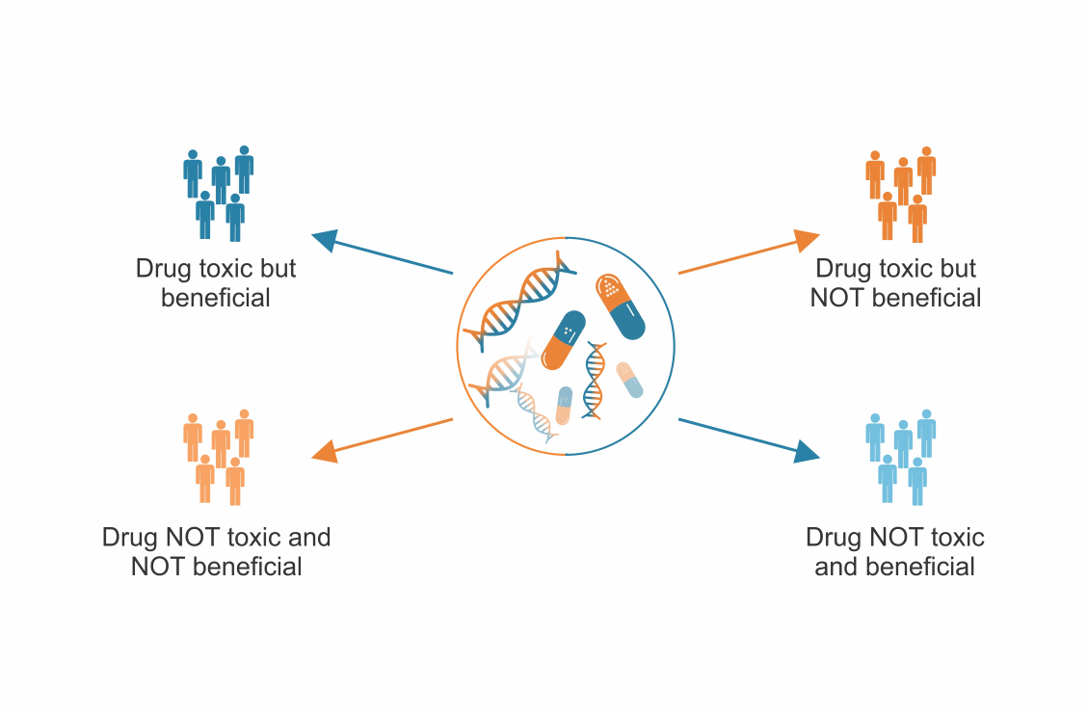 Drug toxic but
beneficial
Drug toxic but
NOT beneficial
Drug NOT toxic and
NOT beneficial
Drug NOT toxic
and beneficial